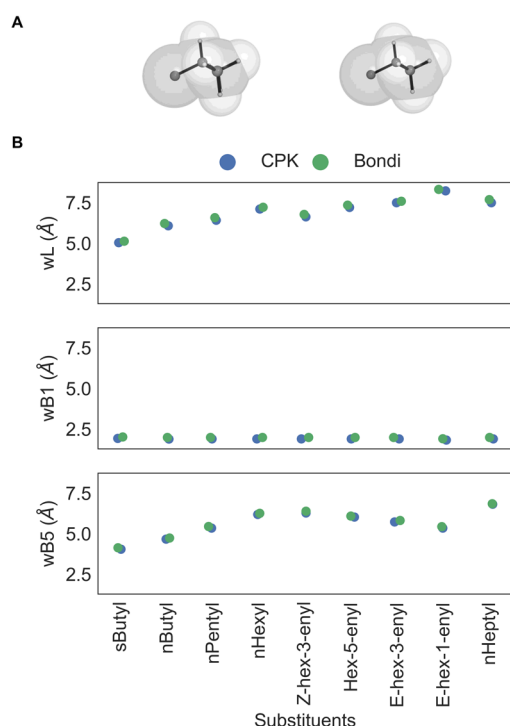 A
B
CPK Bondi
wL (Å)
7.5
5.0
2.5
wB1 (Å)
7.5
5.0
2.5
wB5 (Å)
7.5
5.0
2.5
sButyl
nButyl
nPentyl
nHexyl
Z-hex-3-enyl
Hex-5-enyl
E-hex-3-enyl
E-hex-1-enyl
nHeptyl
Substituents